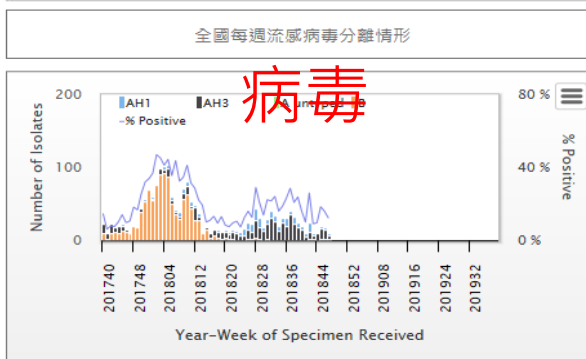 全國每週流感病毒分離情形
病毒
200 AH1 AH3 A untyped B 80 %
-% Positive
Number of Isolates
100 40 %
% Positive
0 0 %
201740 201748 201804 201812 201820 201828 201836 201844 201852 201908 201916 201924 201932
Year-Week of Specimen Received